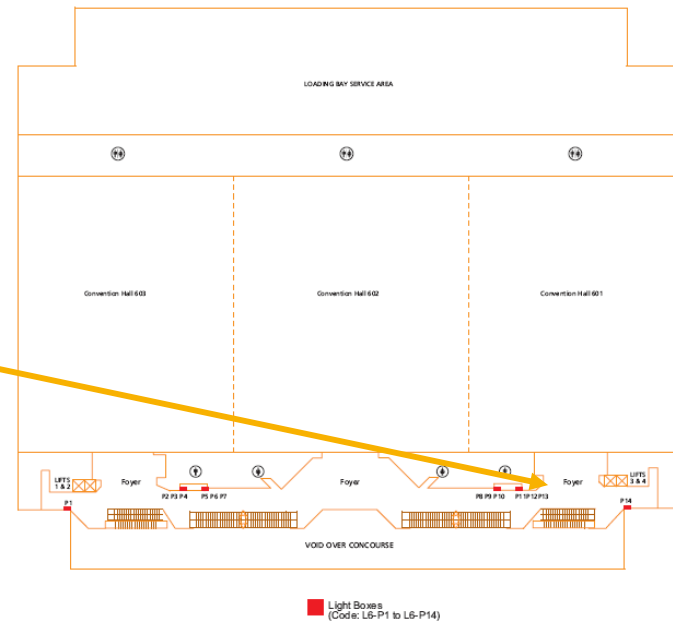 LOADING BAY SERVICE AREA
Convention Hall 603
Convention Hall 602
Convention Hall 601
LIFTS
1 & 2
Foyer
Foyer
Foyer
LIFTS
3 & 4
P1
P2 P3 P4
P5 P6 P7
P8 P9 P10
P11P12P13
P14
VOID OVER CONCOURSE
Light Boxes
(Code: L6-P1 to L6-P14)